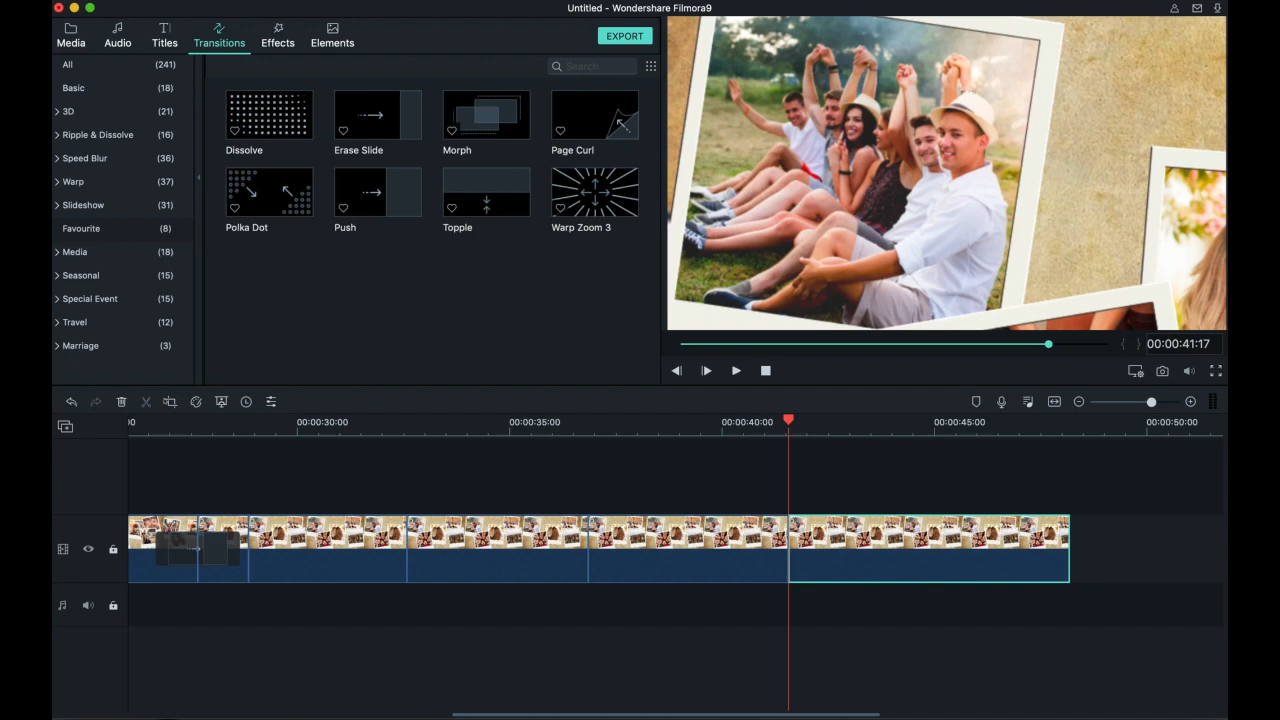 Untitled - Wondershare Filmora9
Media Audio Titles Transitions Effects Elements
EXPORT
All (241)
Search
Basic (18)
3D (21)
Ripple & Dissolve (16)
Speed Blur (36)
Warp (37)
Slideshow (31)
Favourite (8)
Media (18)
Seasonal (15)
Special Event (15)
Travel (12)
Marriage (3)
Dissolve Erase Slide Morph Page Curl
Polka Dot Push Topple Warp Zoom 3
00:00:41:17
00:00:30:00 00:00:35:00 00:00:40:00 00:00:45:00 00:00:50:00